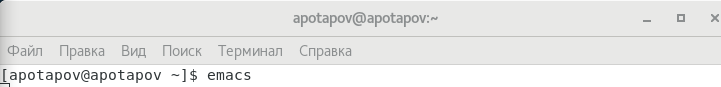 apotapov@apotapov:~
Файл Правка Вид Поиск Терминал Справка
[apotapov@apotapov ~]$ emacs